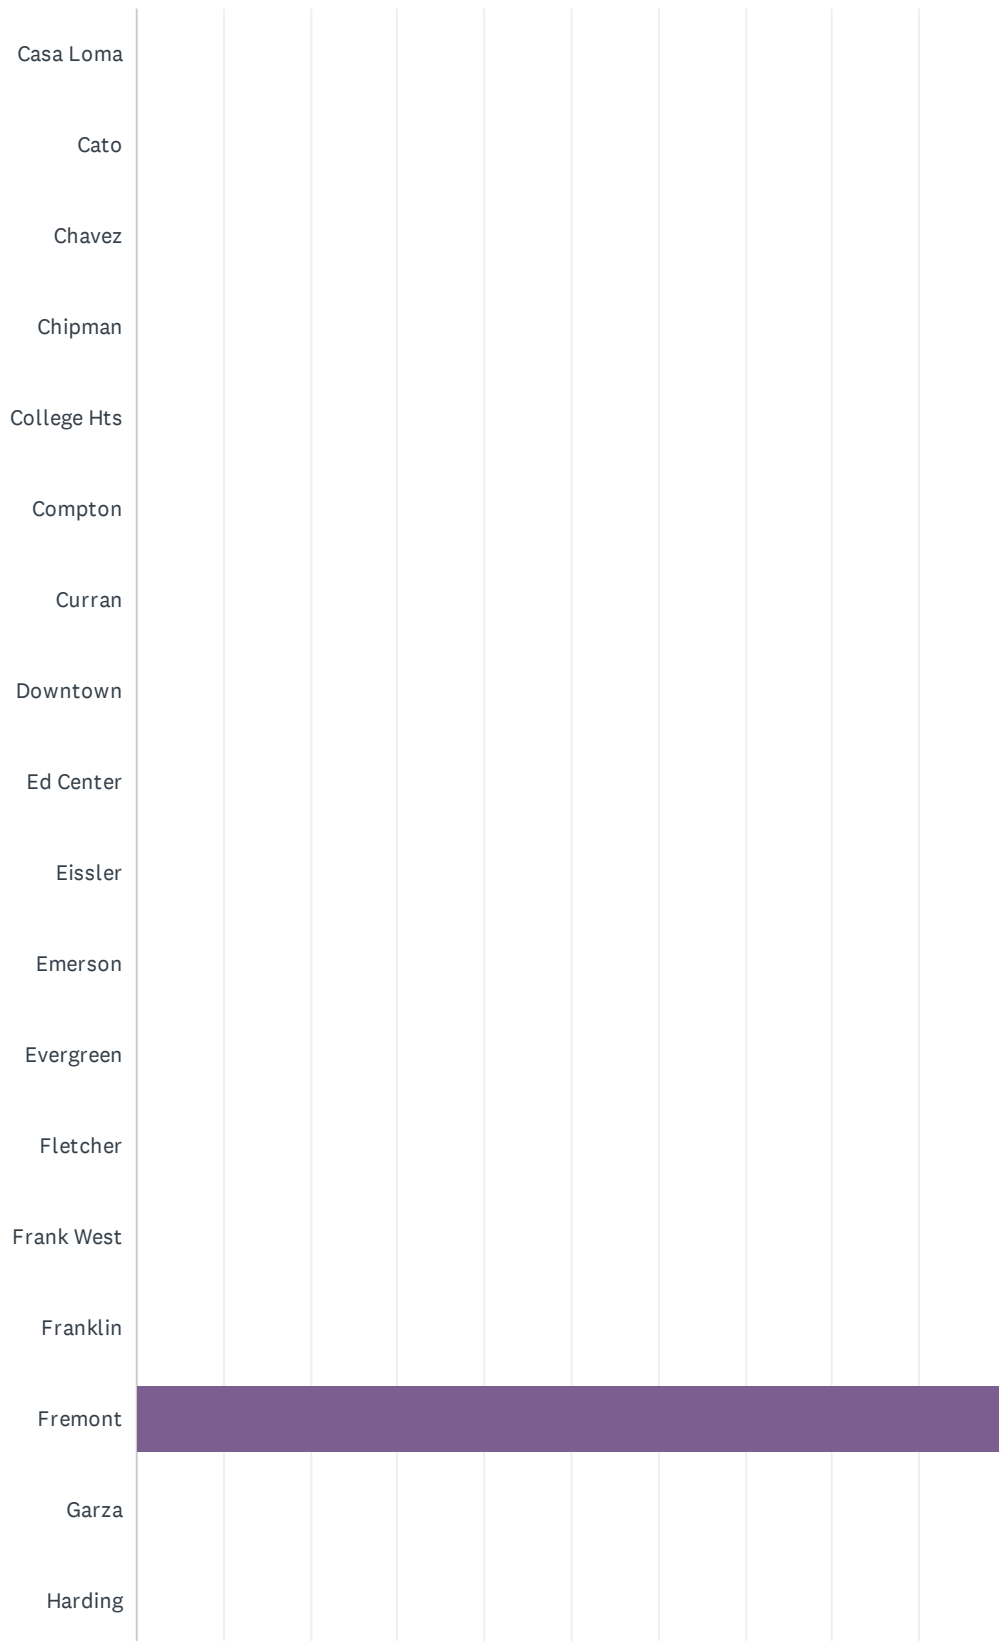 Casa Loma
Cato
Chavez
Chipman
College Hts
Compton
Curran
Downtown
Ed Center
Eissler
Emerson
Evergreen
Fletcher
Frank West
Franklin
Fremont
Garza
Harding